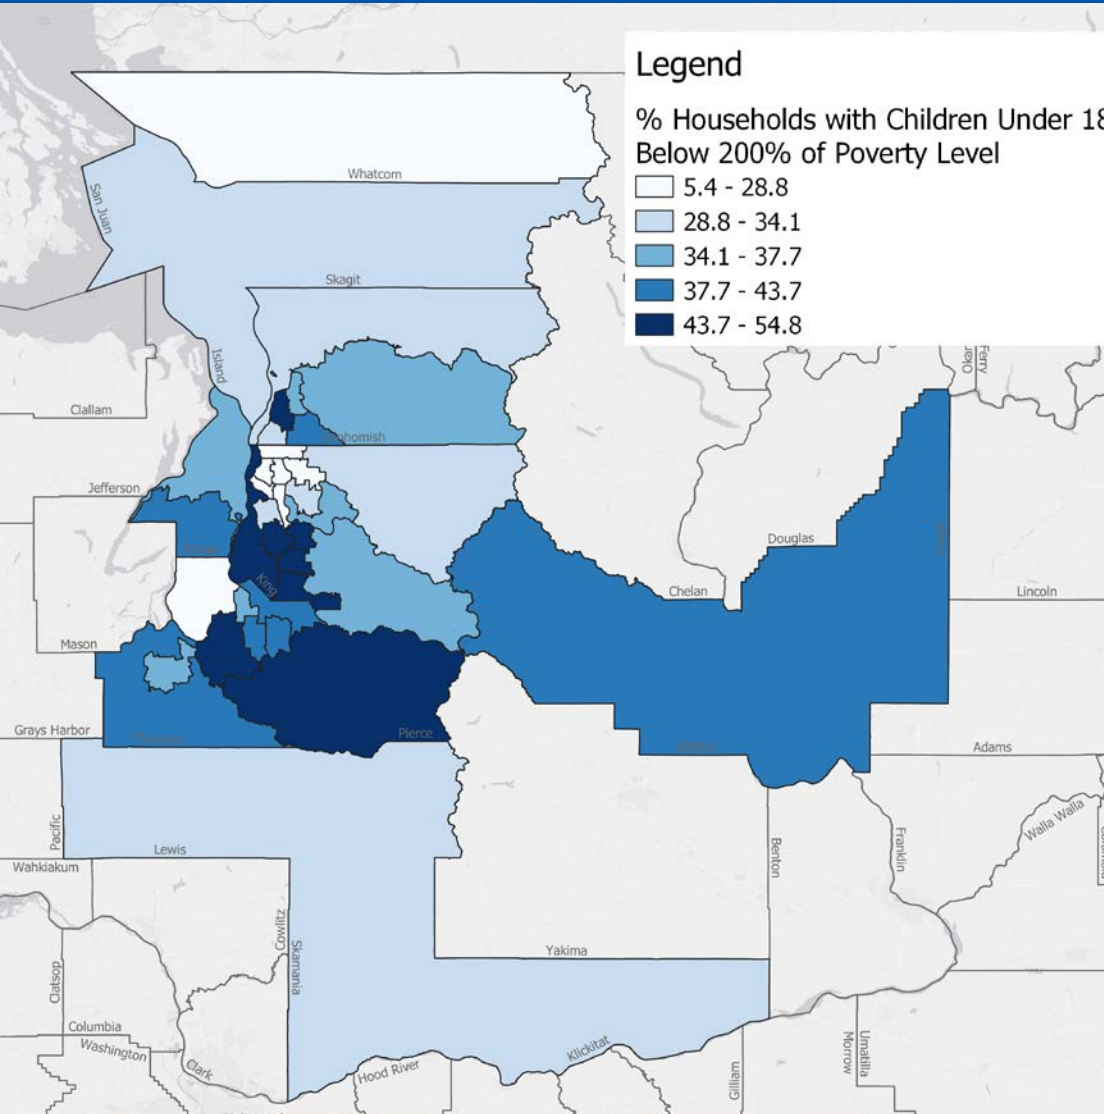 Legend
% Households with Children Under 18
Below 200% of Poverty Level
5.4 - 28.8
28.8 - 34.1
34.1 - 37.7
37.7 - 43.7
43.7 - 54.8
Whatcom
San Juan
Skagit
Island
Ferry
Clallam
Jefferson
Douglas
Chelan
Lincoln
King
Mason
Grays Harbor
Pierce
Adams
Pacific
Lewis
Wahkiakum
Benton
Franklin
Walla Walla
Cowlitz
Skamania
Yakima
Clatsop
Columbia
Washington
Clark
Hood River
Klickitat
Gilliam
Morrow
Umatilla